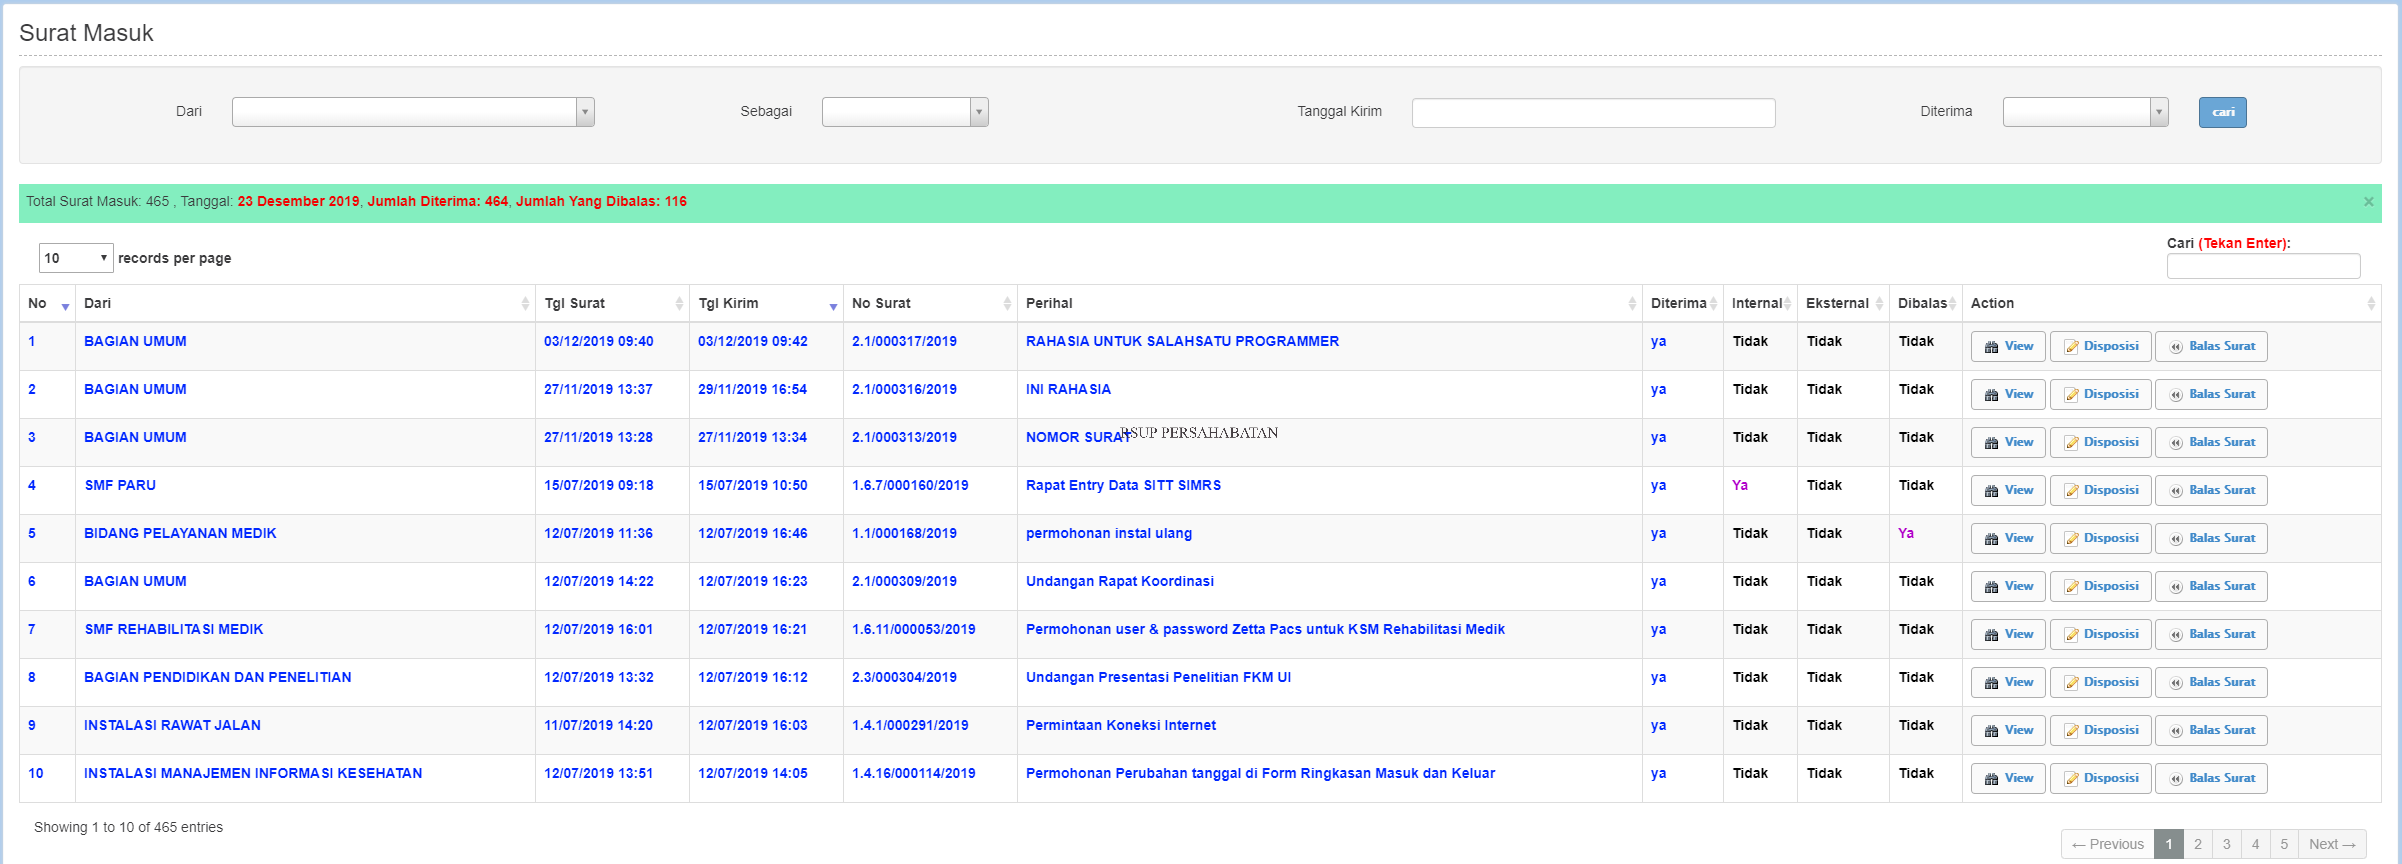 Surat Masuk
Dari Sebagai Tanggal Kirim Diterima cari
Total Surat Masuk: 465 , Tanggal: 23 Desember 2019, Jumlah Diterima: 464, Jumlah Yang Dibalas: 116 ×
Cari (Tekan Enter):
10 records per page
No Dari Tgl Surat Tgl Kirim No Surat Perihal Diterima Internal Eksternal Dibalas Action
1 BAGIAN UMUM 03/12/2019 09:40 03/12/2019 09:42 2.1/000317/2019 RAHASIA UNTUK SALAHSATU PROGRAMMER ya Tidak Tidak Tidak View Disposisi Balas Surat
2 BAGIAN UMUM 27/11/2019 13:37 29/11/2019 16:54 2.1/000316/2019 INI RAHASIA ya Tidak Tidak Tidak View Disposisi Balas Surat
3 BAGIAN UMUM 27/11/2019 13:28 27/11/2019 13:34 2.1/000313/2019 NOMOR SURAT RSUP PERSAHABATAN ya Tidak Tidak Tidak View Disposisi Balas Surat
4 SMF PARU 15/07/2019 09:18 15/07/2019 10:50 1.6.7/000160/2019 Rapat Entry Data SITT SIMRS ya Ya Tidak Tidak View Disposisi Balas Surat
5 BIDANG PELAYANAN MEDIK 12/07/2019 11:36 12/07/2019 16:46 1.1/000168/2019 permohonan instal ulang ya Tidak Tidak Ya View Disposisi Balas Surat
6 BAGIAN UMUM 12/07/2019 14:22 12/07/2019 16:23 2.1/000309/2019 Undangan Rapat Koordinasi ya Tidak Tidak Tidak View Disposisi Balas Surat
7 SMF REHABILITASI MEDIK 12/07/2019 16:01 12/07/2019 16:21 1.6.11/000053/2019 Permohonan user & password Zetta Pacs untuk KSM Rehabilitasi Medik ya Tidak Tidak Tidak View Disposisi Balas Surat
8 BAGIAN PENDIDIKAN DAN PENELITIAN 12/07/2019 13:32 12/07/2019 16:12 2.3/000304/2019 Undangan Presentasi Penelitian FKM UI ya Tidak Tidak Tidak View Disposisi Balas Surat
9 INSTALASI RAWAT JALAN 11/07/2019 14:20 12/07/2019 16:03 1.4.1/000291/2019 Permintaan Koneksi Internet ya Tidak Tidak Tidak View Disposisi Balas Surat
10 INSTALASI MANAJEMEN INFORMASI KESEHATAN 12/07/2019 13:51 12/07/2019 14:05 1.4.16/000114/2019 Permohonan Perubahan tanggal di Form Ringkasan Masuk dan Keluar ya Tidak Tidak Tidak View Disposisi Balas Surat
Showing 1 to 10 of 465 entries
← Previous 1 2 3 4 5 Next →